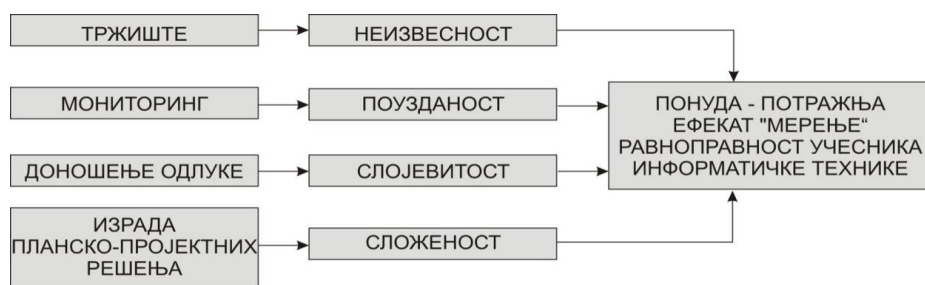 ТРЖИШТЕ
НЕИЗВЕСНОСТ
МОНИТОРИНГ
ПОУЗДАНОСТ
ДОНОШЕЊЕ ОДЛУКЕ
СЛОЈЕВИТОСТ
ИЗРАДА
ПЛАНСКО-ПРОЈЕКТНИХ
РЕШЕЊА
СЛОЖЕНОСТ
ПОНУДА - ПОТРАЖЊА
ЕФЕКАТ "МЕРЕЊЕ“
РАВНОПРАВНОСТ УЧЕСНИКА
ИНФОРМАТИЧКЕ ТЕХНИКЕ